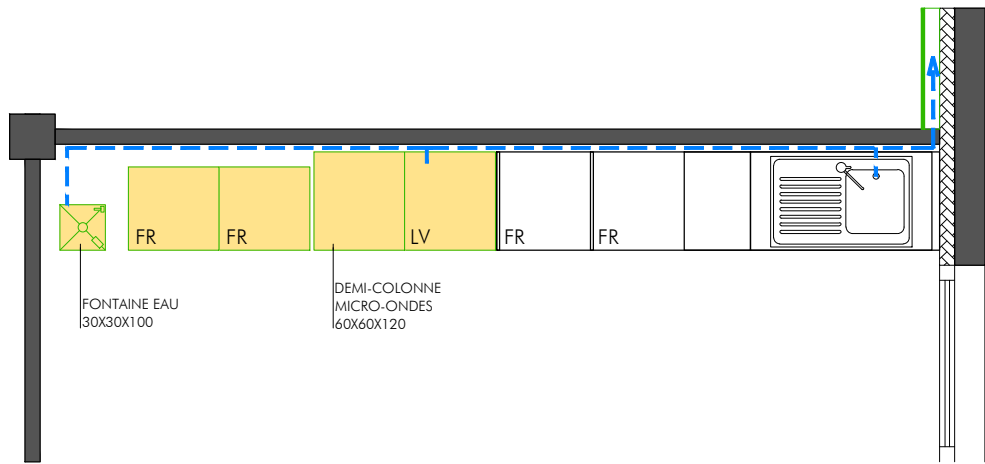 FR
FR
LV
FR
FR
FONTAINE EAU
30X30X100
DEMI-COLONNE
MICRO-ONDES
60X60X120